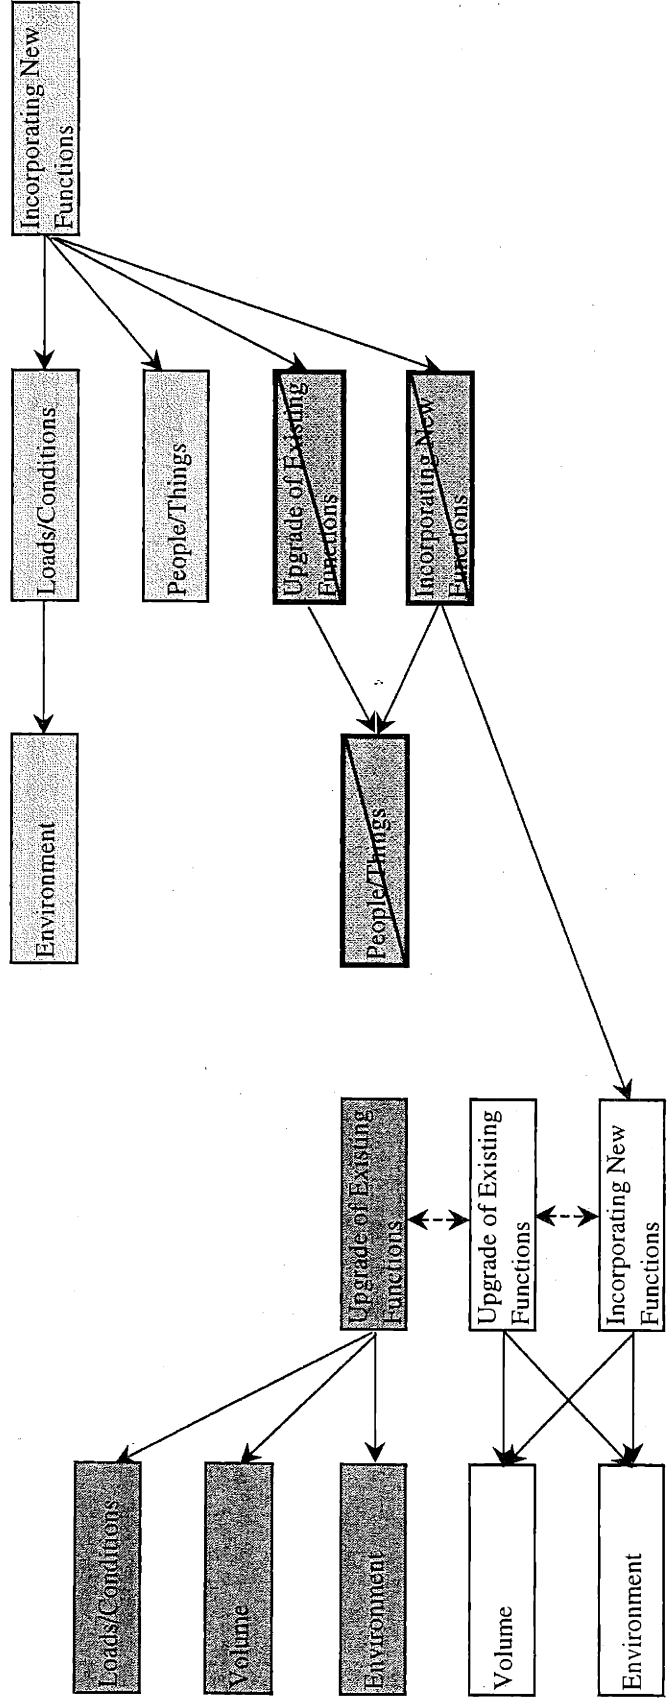 Incorporating New
Functions
Loads/Conditions
People/Things
Upgrade of Existing
Functions
Incorporating New
Functions
Environment
People/Things
Upgrade of Existing
Functions
Upgrade of Existing
Functions
Incorporating New
Functions
Loads/Conditions
Volume
Environment
Volume
Environment